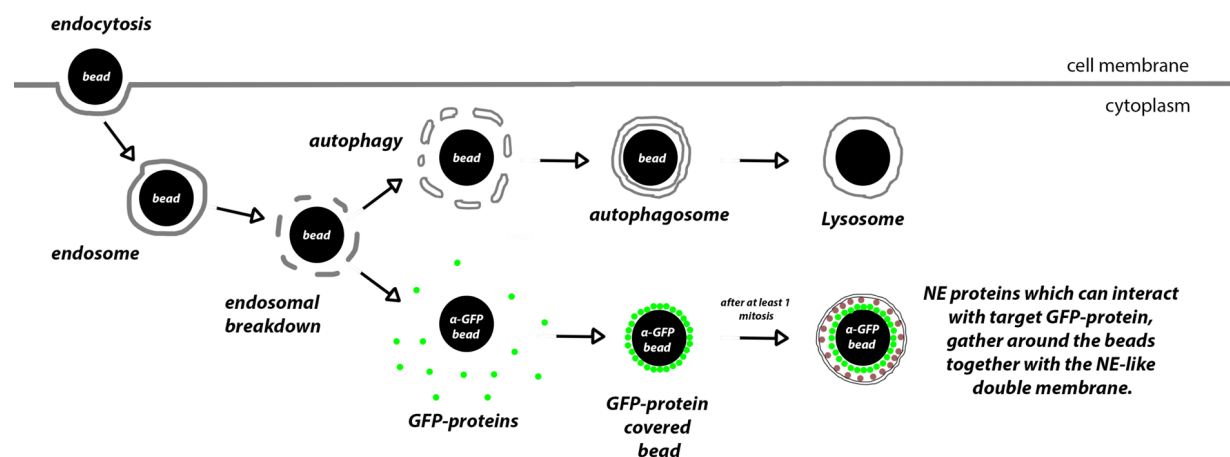 endocytosis
bead
cell membrane
cytoplasm
autophagy
bead
bead
autophagosome
Lysosome
bead
endosome
bead
endosomal
breakdown
α-GFP
bead
GFP-proteins
α-GFP
bead
GFP-protein
covered
bead
after at least 1
mitosis
α-GFP
bead
NE proteins which can interact
with target GFP-protein,
gather around the beads
together with the NE-like
double membrane.